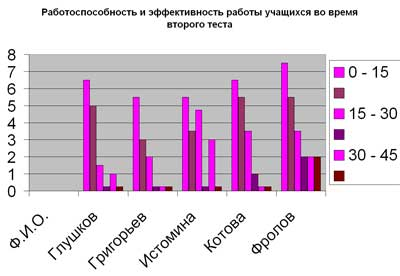 Работоспособность и эффективность работы учащихся во время
второго теста
8
7
6
5
4
3
2
1
0
Ф.И.О.
Глушков
Григорьев
Истомина
Котова
Фролов
0 - 15
15 - 30
30 - 45